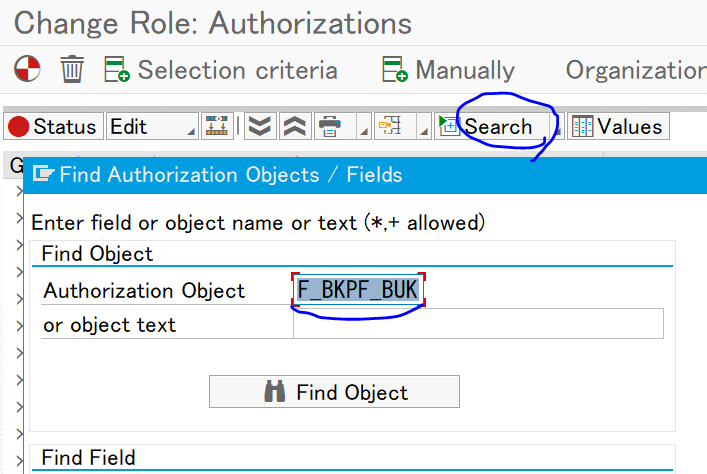 Change Role: Authorizations
Selection criteria Manually Organization
Status Edit Search Values
G
Find Authorization Objects / Fields
Enter field or object name or text (*,+ allowed)
Find Object
Authorization Object F_BKPF_BUK
or object text
Find Object
Find Field